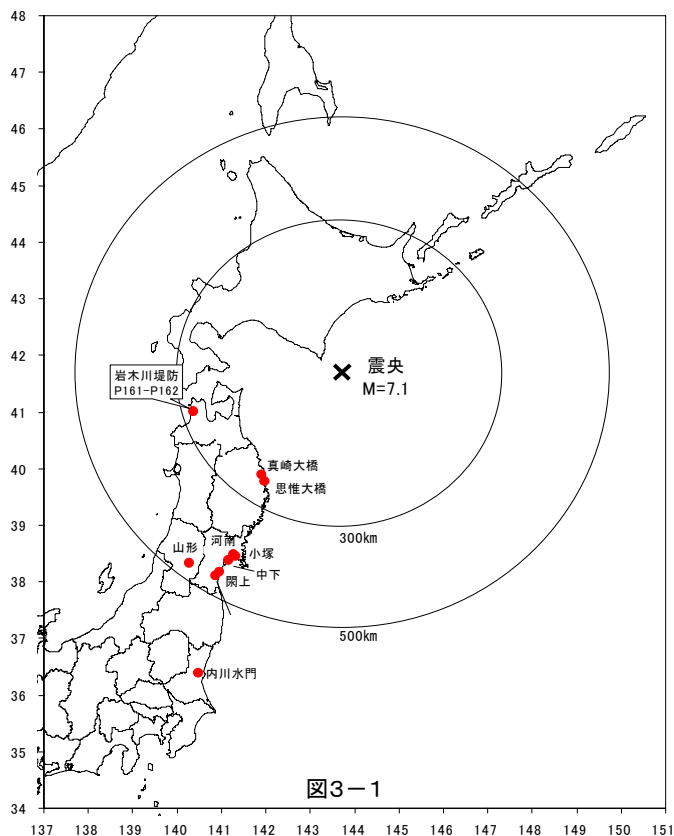 48
47
46
45
44
43
42
41
40
39
38
37
36
35
34
震央
M=7.1
岩木川堤防
P161-P162
真崎大橋
思惟大橋
300km
山形
河南
小塚
中下
閖上
500km
内川水門
図3-1
137 138 139 140 141 142 143 144 145 146 147 148 149 150 151